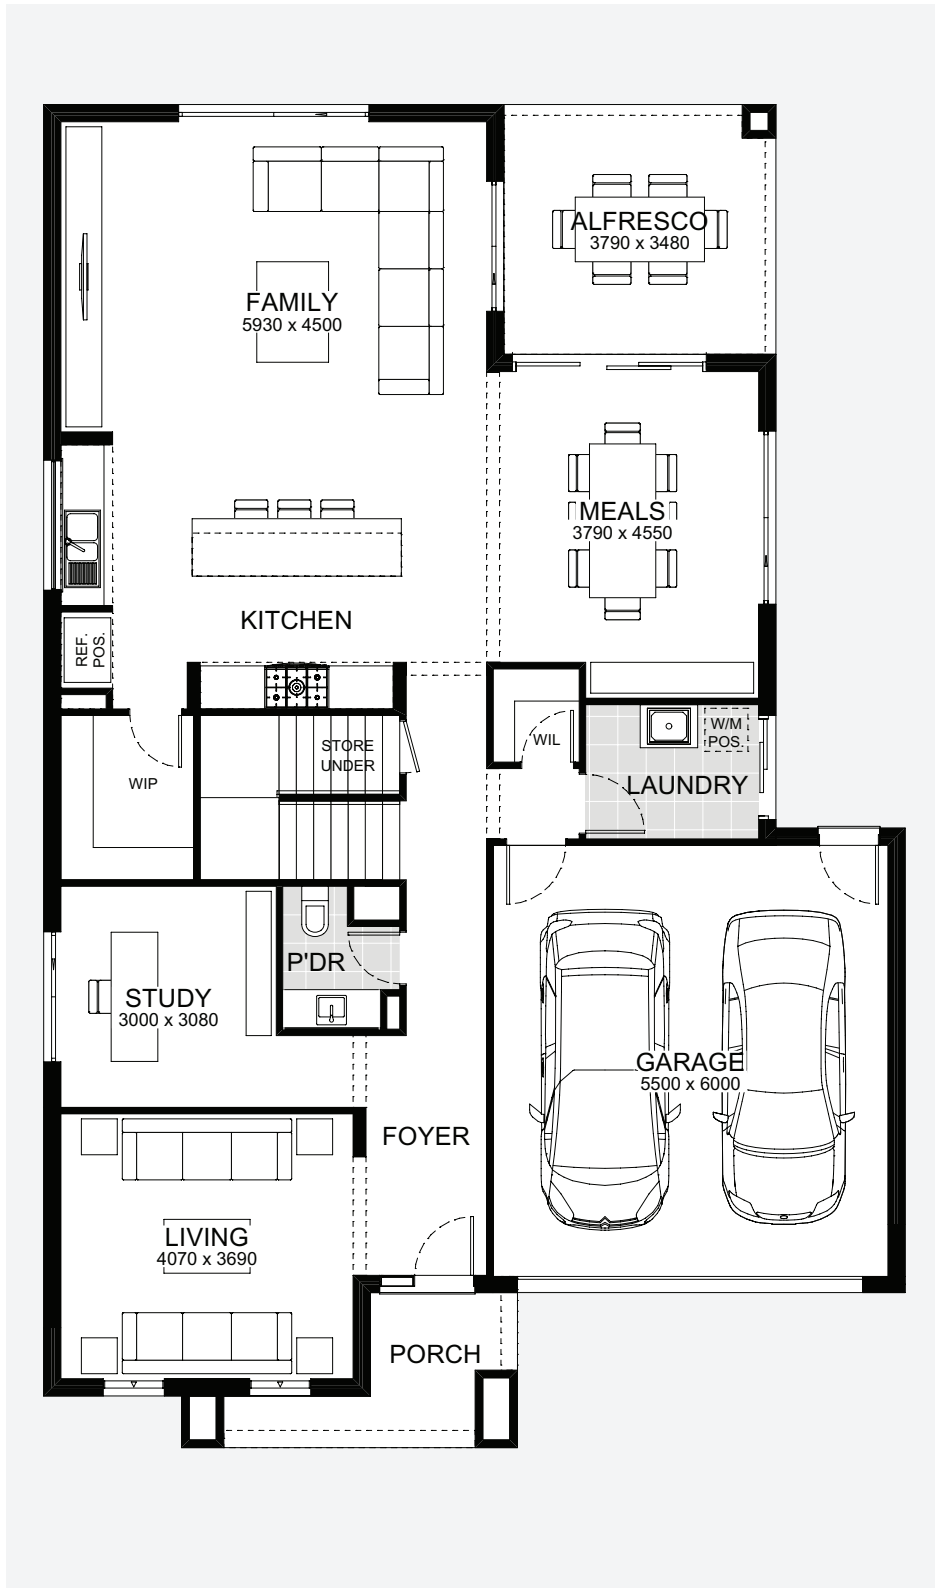 ALFRESCO
3790 x 3480
FAMILY
5930 x 4500
MEALS
3790 x 4550
KITCHEN
REF.
POS.
WIP
STORE
UNDER
WIL
W/M
POS.
LAUNDRY
P'DR
STUDY
3000 x 3080
GARAGE
5500 x 6000
FOYER
LIVING
4070 x 3690
PORCH